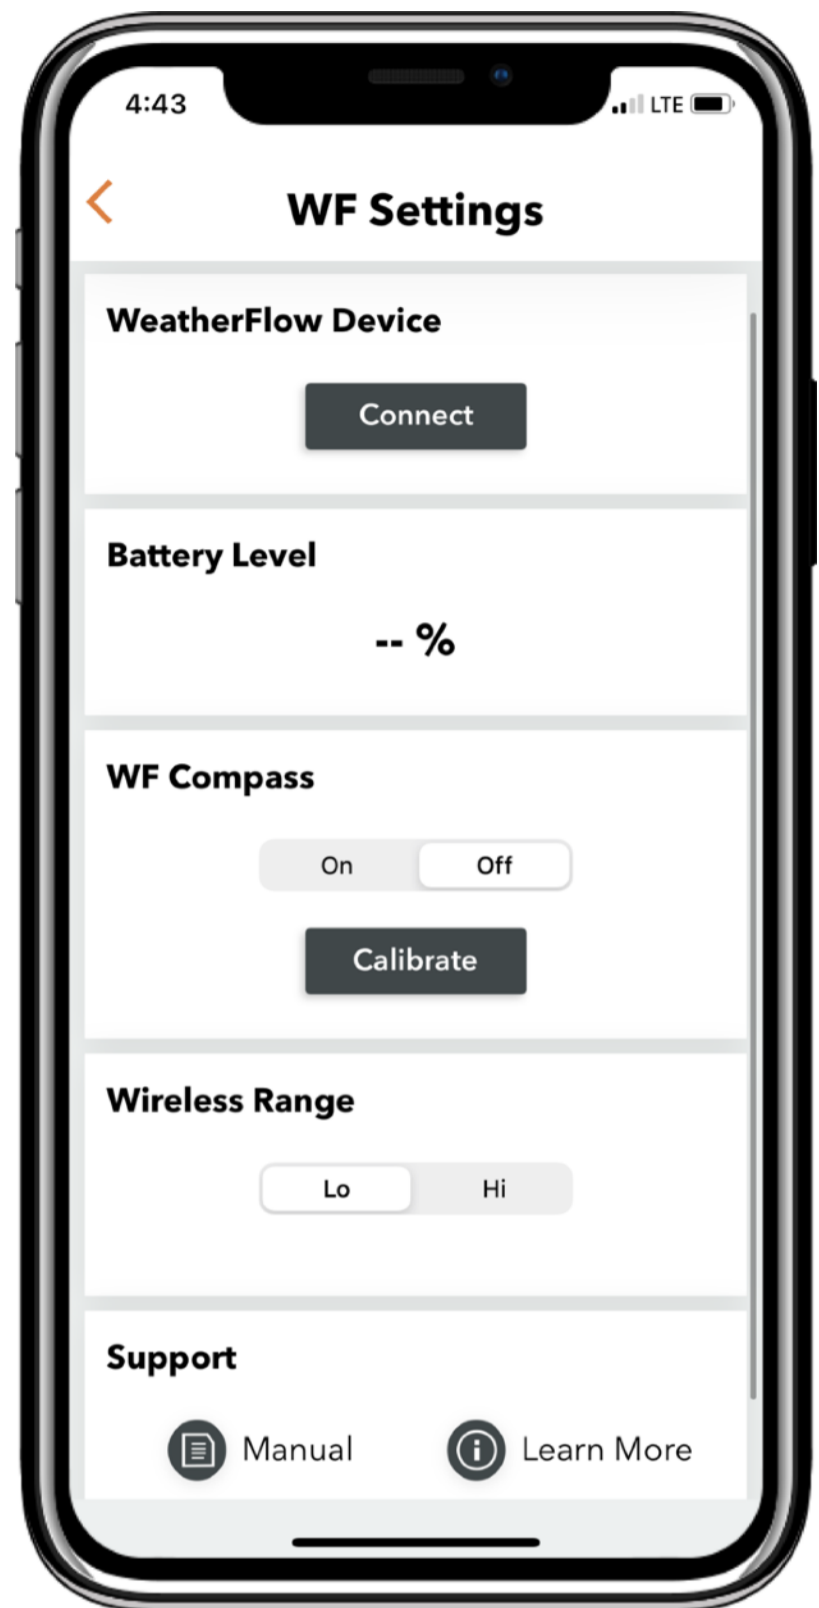 4:43 LTE
WF Settings
WeatherFlow Device
Connect
Battery Level
-- %
WF Compass
On Off
Calibrate
Wireless Range
Lo Hi
Support
Manual Learn More